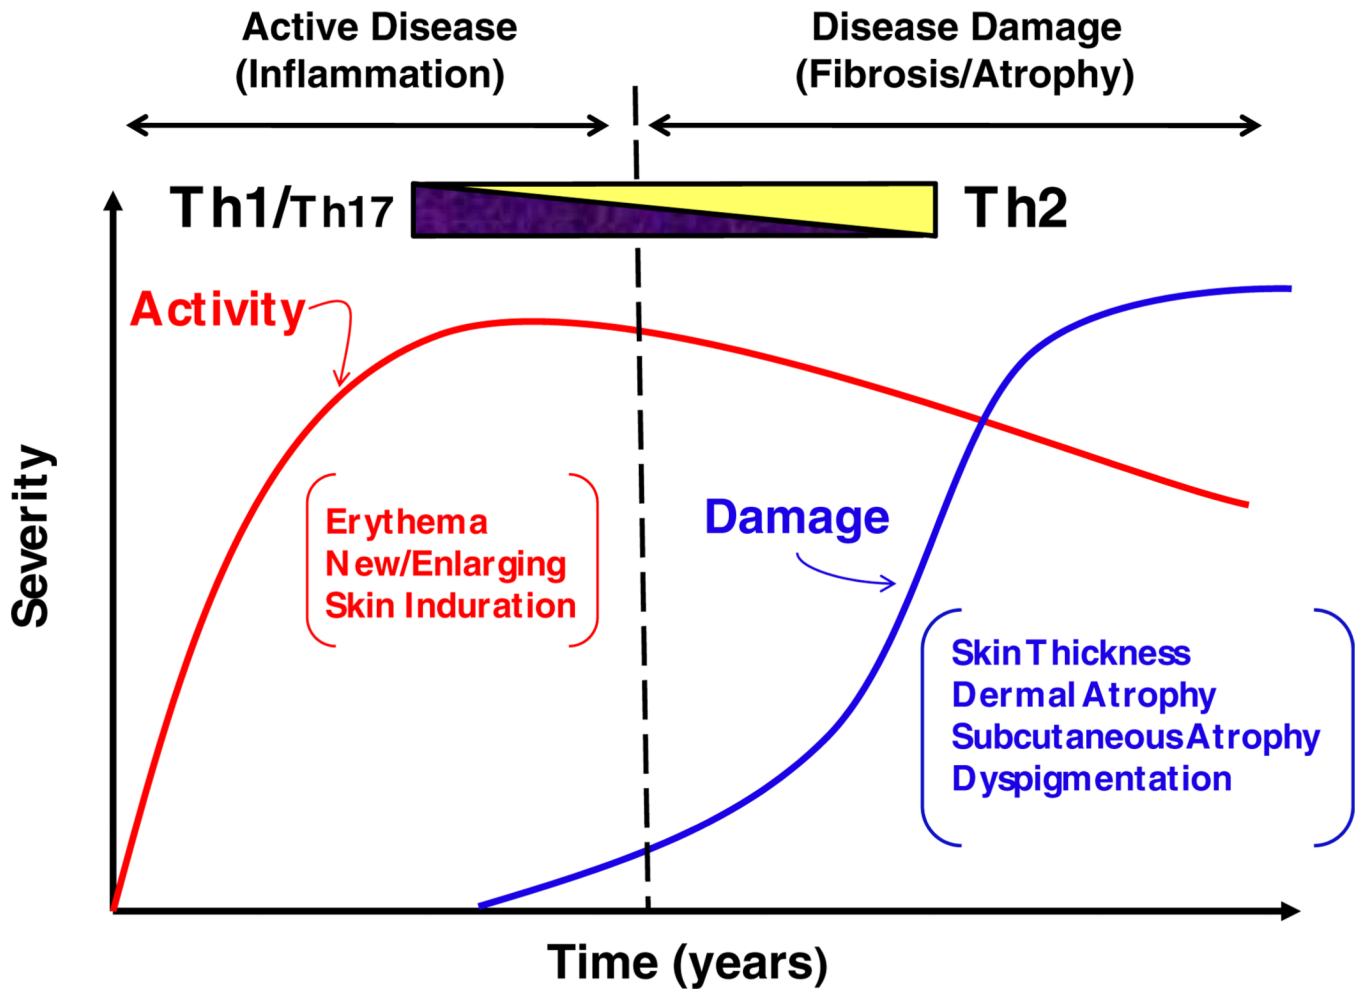 Active Disease
(Inflammation)
Disease Damage
(Fibrosis/Atrophy)
Th1/Th17
Th2
Activity
Severity
Erythema
New/Enlarging
Skin Induration
Damage
Skin Thickness
Dermal Atrophy
Subcutaneous Atrophy
Dyspigmentation
Time (years)